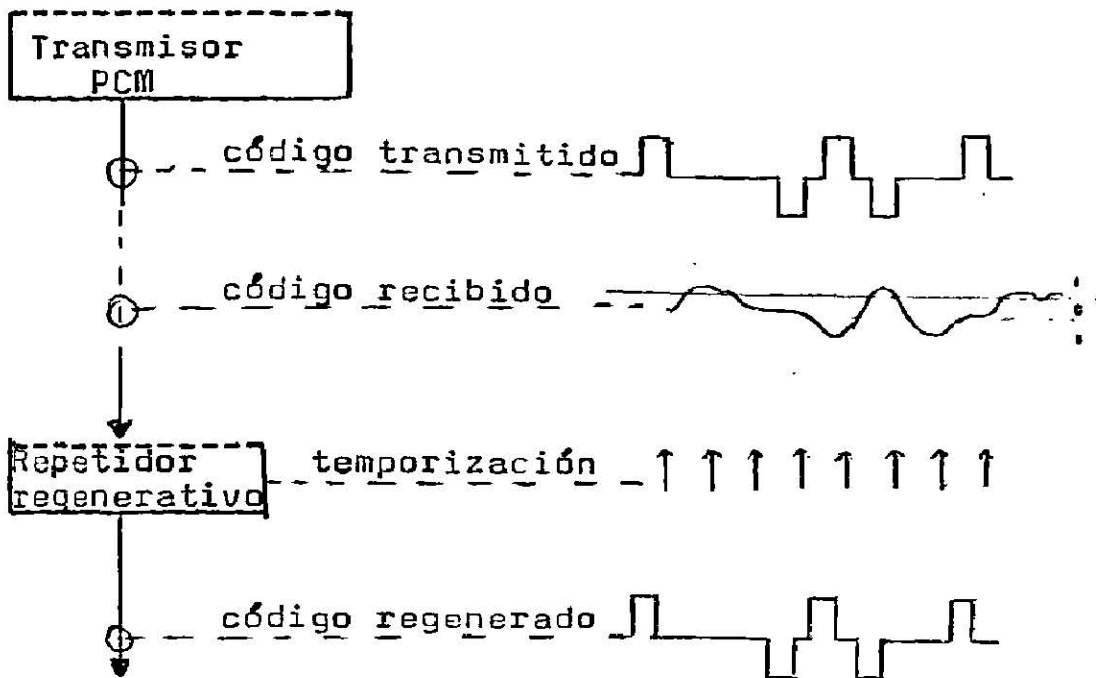 Transmisor
PCM
código transmitido
código recibido
Repetidor
regenerativo
temporización
código regenerado